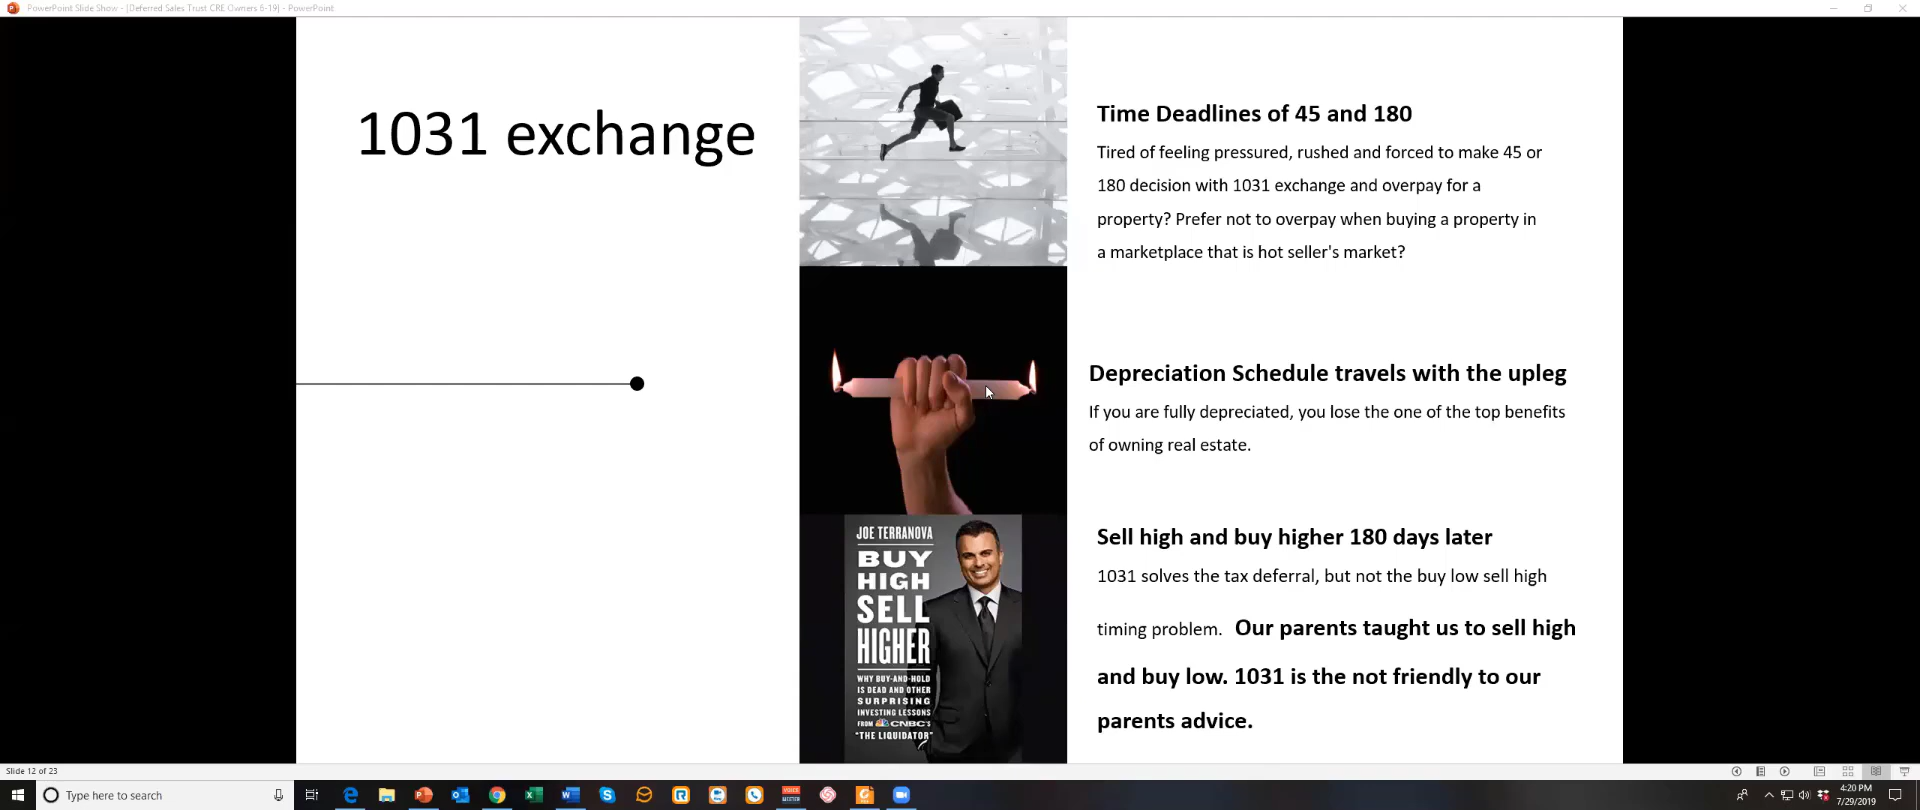 PowerPoint Slide Show - [Deferred Sales Trust CRE Owners 6-19] - PowerPoint
1031 exchange
Time Deadlines of 45 and 180
Tired of feeling pressured, rushed and forced to make 45 or
180 decision with 1031 exchange and overpay for a
property? Prefer not to overpay when buying a property in
a marketplace that is hot seller's market?
Depreciation Schedule travels with the upleg
If you are fully depreciated, you lose the one of the top benefits
of owning real estate.
JOE TERRANOVA
BUY
HIGH
SELL
HIGHER
WHY BUY-AND-HOLD
IS DEAD AND OTHER
SURPRISING
INVESTING LESSONS
FROM CNBC'S
"THE LIQUIDATOR"
Sell high and buy higher 180 days later
1031 solves the tax deferral, but not the buy low sell high
timing problem. Our parents taught us to sell high
and buy low. 1031 is the not friendly to our
parents advice.
Slide 12 of 23
Type here to search
4:20 PM
7/29/2019